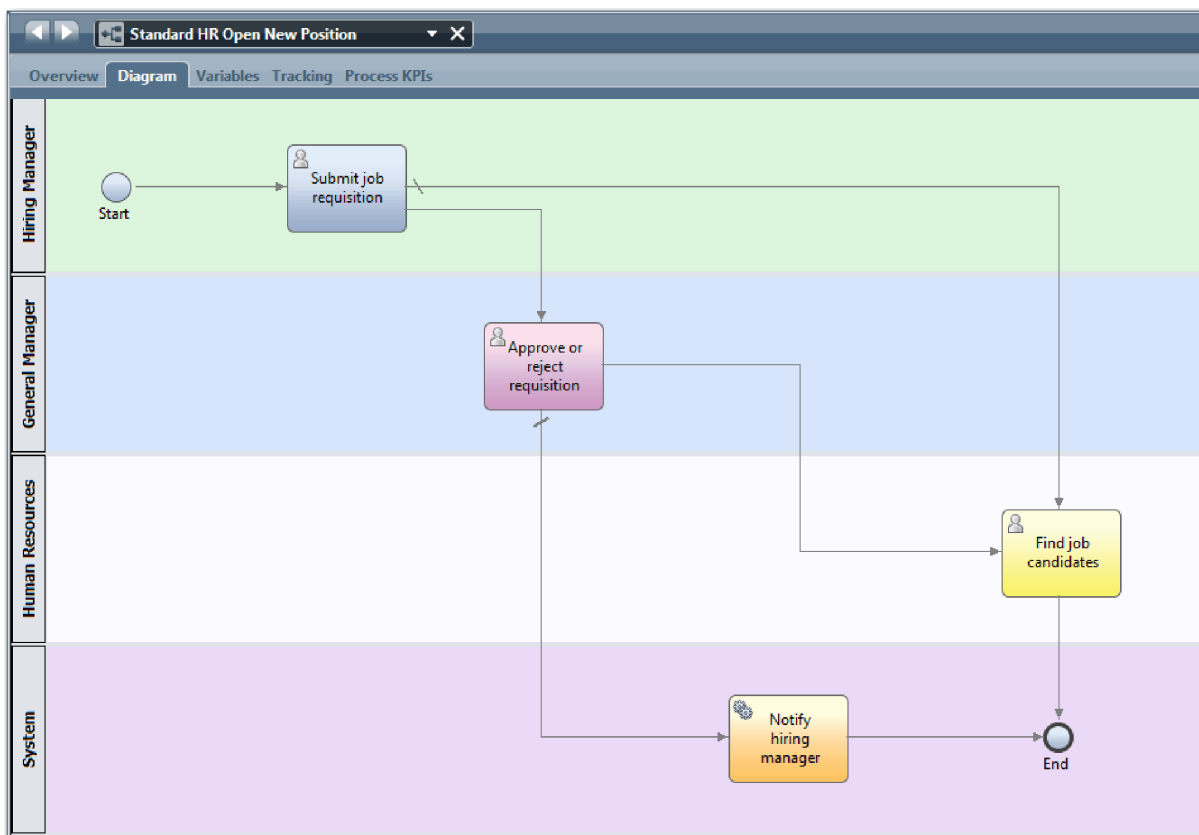 Standard HR Open New Position
Overview Diagram Variables Tracking Process KPIs
Hiring Manager
Start
Submit job
requisition
General Manager
Approve or
reject
requisition
Human Resources
Find job
candidates
System
Notify
hiring
manager
End